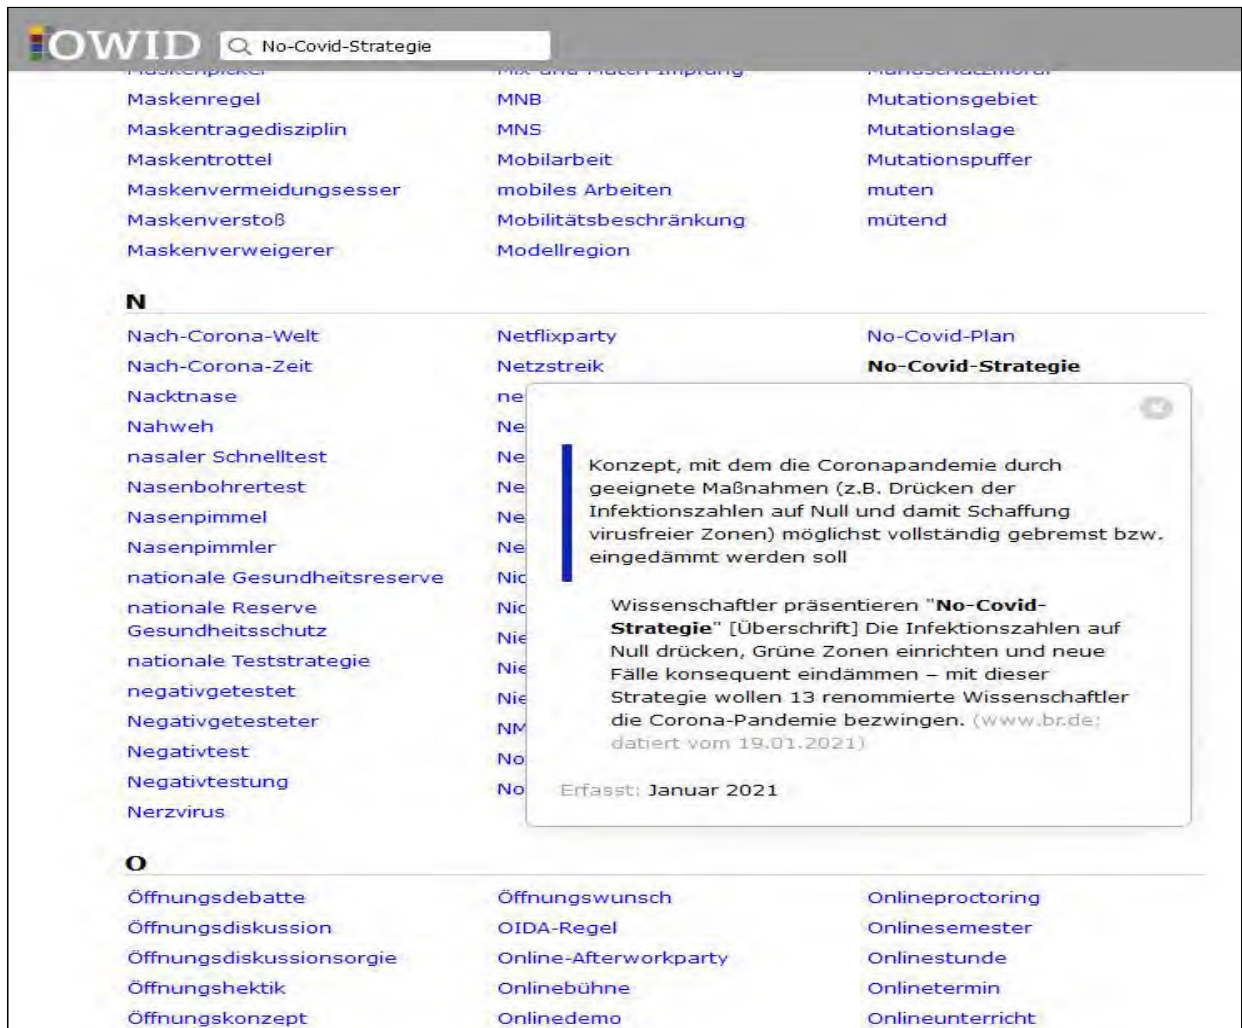 OWID
No-Covid-Strategie
Maskenregel
Maskentragedisziplin
Maskentrottel
Maskenvermeidungsesser
Maskenverstoß
Maskenverweigerer
MNB
MNS
Mobilarbeit
mobiles Arbeiten
Mobilitätsbeschränkung
Modellregion
Mutationsgebiet
Mutationslage
Mutationspuffer
muten
mütend
N
Nach-Corona-Welt
Nach-Corona-Zeit
Nacktnase
Nahweh
nasaler Schnelltest
Nasenbohrertest
Nasenpimmel
Nasenpimmler
nationale Gesundheitsreserve
nationale Reserve
Gesundheitsschutz
nationale Teststrategie
negativgetestet
Negativgetesteter
Negativtest
Negativtestung
Nerzvirus
Netflixparty
Netzstreik
No-Covid-Plan
No-Covid-Strategie
Konzept, mit dem die Coronapandemie durch
geeignete Maßnahmen (z.B. Drücken der
Infektionszahlen auf Null und damit Schaffung
virusfreier Zonen) möglichst vollständig gebremst bzw.
eingedämmt werden soll
Wissenschaftler präsentieren "No-Covid-
Strategie" [Überschrift] Die Infektionszahlen auf
Null drücken, Grüne Zonen einrichten und neue
Fälle konsequent eindämmen – mit dieser
Strategie wollen 13 renommierte Wissenschaftler
die Corona-Pandemie bezwingen. (www.br.de;
datiert vom 19.01.2021)
Erfasst: Januar 2021
O
Öffnungsdebatte
Öffnungsdiskussion
Öffnungsdiskussionsorgie
Öffnungshektik
Öffnungskonzept
Öffnungswunsch
OIDA-Regel
Online-Afterworkparty
Onlinebühne
Onlinedemo
Onlineproctoring
Onlinesemester
Onlinestunde
Onlinetermin
Onlineunterricht